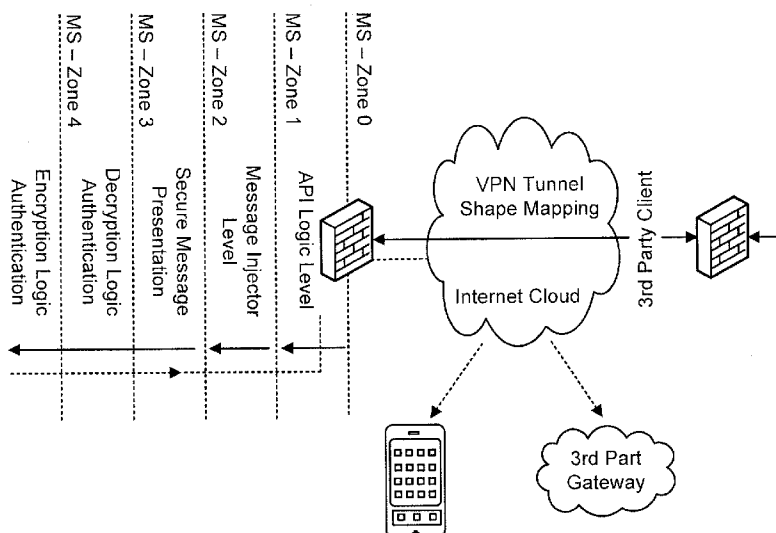 MS – Zone 4
MS – Zone 3
MS – Zone 2
MS – Zone 1
MS – Zone 0
Encryption Logic
Authentication
Decryption Logic
Authentication
Secure Message
Presentation
Message Injector
Level
API Logic Level
VPN Tunnel
Shape Mapping
Internet Cloud
3rd Party Client
3rd Part
Gateway